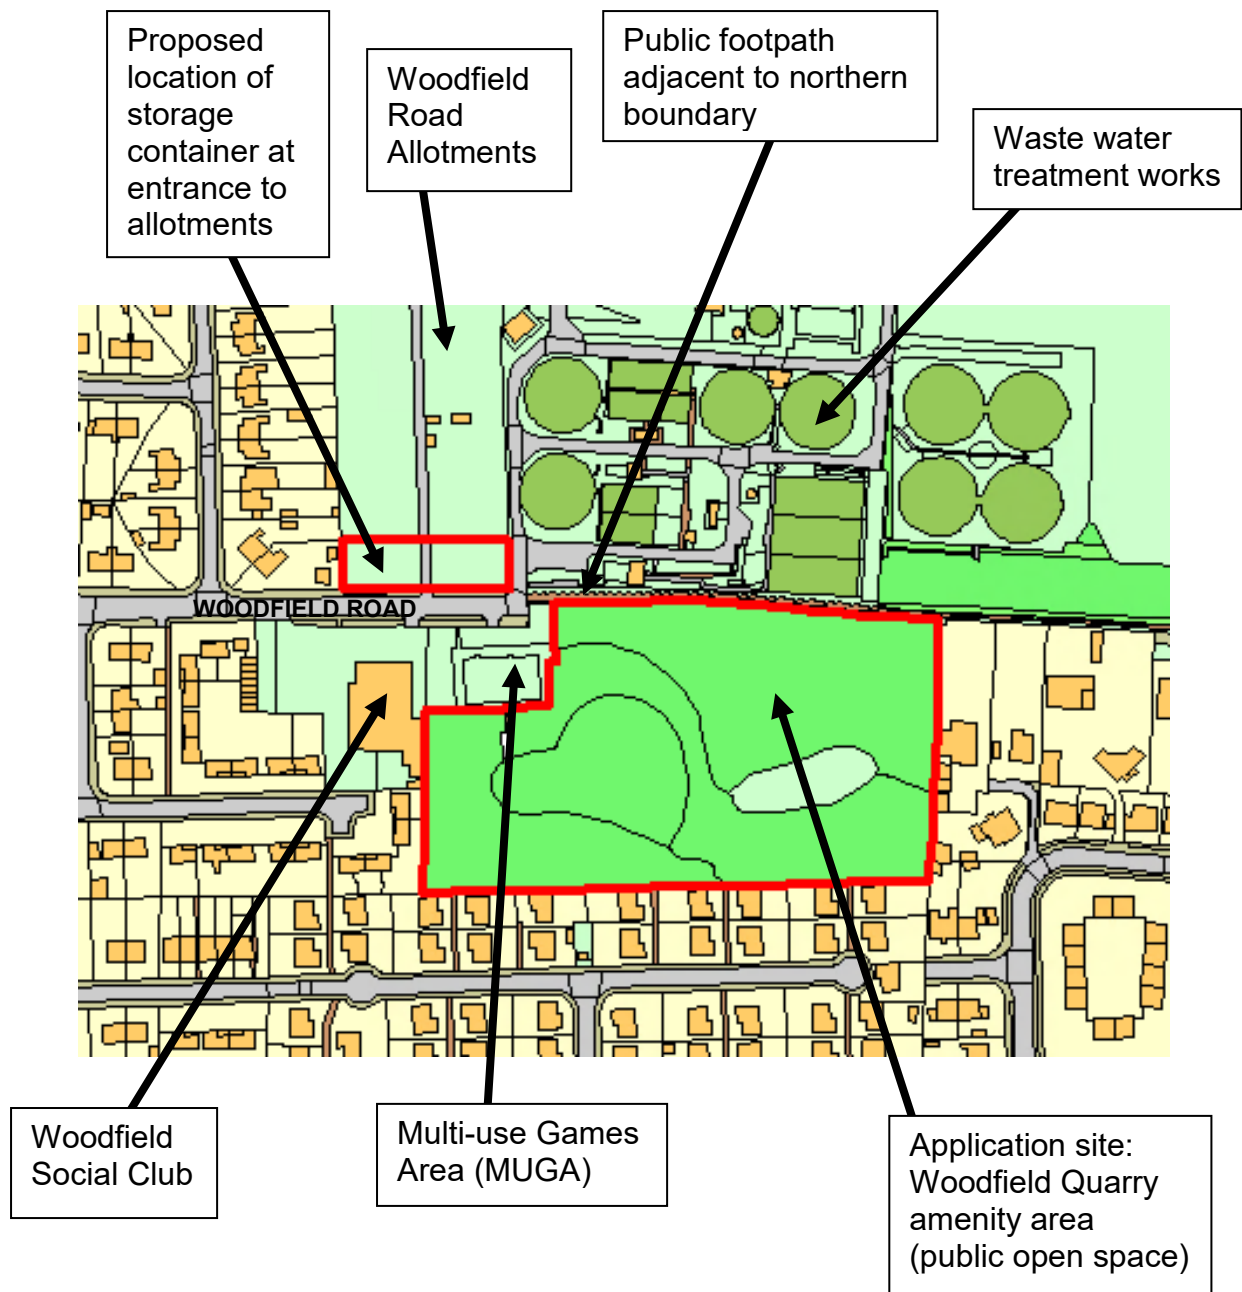 Proposed
location of
storage
container at
entrance to
allotments
Woodfield
Road
Allotments
Public footpath
adjacent to northern
boundary
Waste water
treatment works
WOODFIELD ROAD
Woodfield
Social Club
Multi-use Games
Area (MUGA)
Application site:
Woodfield Quarry
amenity area
(public open space)